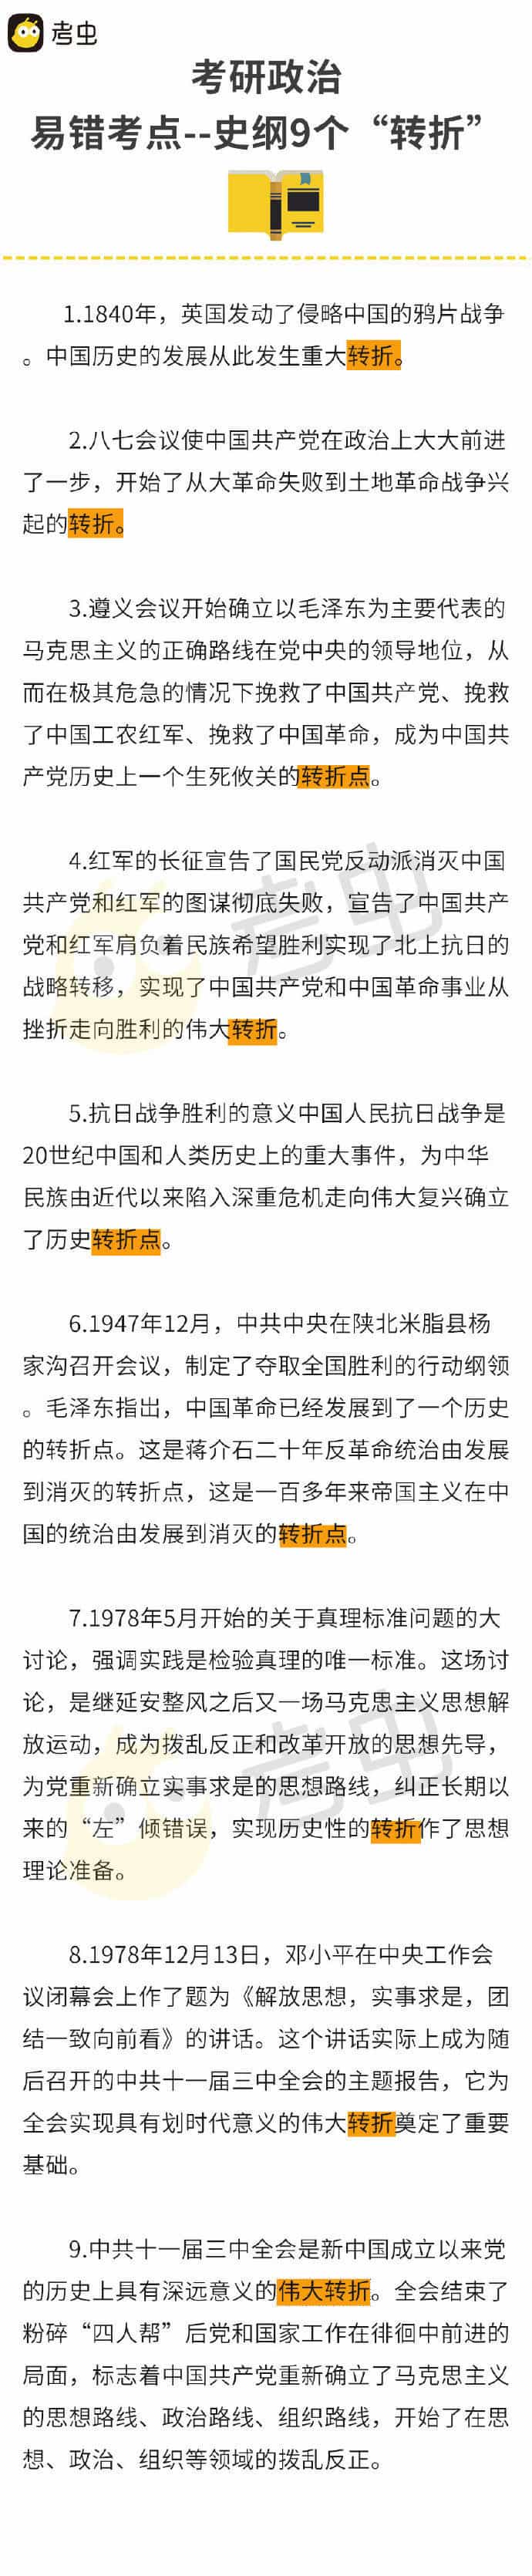 考虫
考研政治
易错考点--史纲9个“转折”
1.1840年，英国发动了侵略中国的鸦片战争
。中国历史的发展从此发生重大转折。
2.八七会议使中国共产党在政治上大大前进
了一步，开始了从大革命失败到土地革命战争兴
起的转折。
3.遵义会议开始确立以毛泽东为主要代表的
马克思主义的正确路线在党中央的领导地位，从
而在极其危急的情况下挽救了中国共产党、挽救
了中国工农红军、挽救了中国革命，成为中国共
产党历史上一个生死攸关的转折点。
4.红军的长征宣告了国民党反动派消灭中国
共产党和红军的图谋彻底失败，宣告了中国共产
党和红军肩负着民族希望胜利实现了北上抗日的
战略转移，实现了中国共产党和中国革命事业从
挫折走向胜利的伟大转折。
考虫
5.抗日战争胜利的意义中国人民抗日战争是
20世纪中国和人类历史上的重大事件，为中华
民族由近代以来陷入深重危机走向伟大复兴确立
了历史转折点。
6.1947年12月，中共中央在陕北米脂县杨
家沟召开会议，制定了夺取全国胜利的行动纲领
。毛泽东指出，中国革命已经发展到了一个历史
的转折点。这是蒋介石二十年反革命统治由发展
到消灭的转折点，这是一百多年来帝国主义在中
国的统治由发展到消灭的转折点。
7.1978年5月开始的关于真理标准问题的大
讨论，强调实践是检验真理的唯一标准。这场讨
论，是继延安整风之后又一场马克思主义思想解
放运动，成为拨乱反正和改革开放的思想先导，
为党重新确立实事求是的思想路线，纠正长期以
来的“左”倾错误，实现历史性的转折作了思想
理论准备。
考虫
8.1978年12月13日，邓小平在中央工作会
议闭幕会上作了题为《解放思想，实事求是，团
结一致向前看》的讲话。这个讲话实际上成为随
后召开的中共十一届三中全会的主题报告，它为
全会实现具有划时代意义的伟大转折奠定了重要
基础。
9.中共十一届三中全会是新中国成立以来党
的历史上具有深远意义的伟大转折。全会结束了
粉碎“四人帮”后党和国家工作在徘徊中前进的
局面，标志着中国共产党重新确立了马克思主义
的思想路线、政治路线、组织路线，开始了在思
想、政治、组织等领域的拨乱反正。